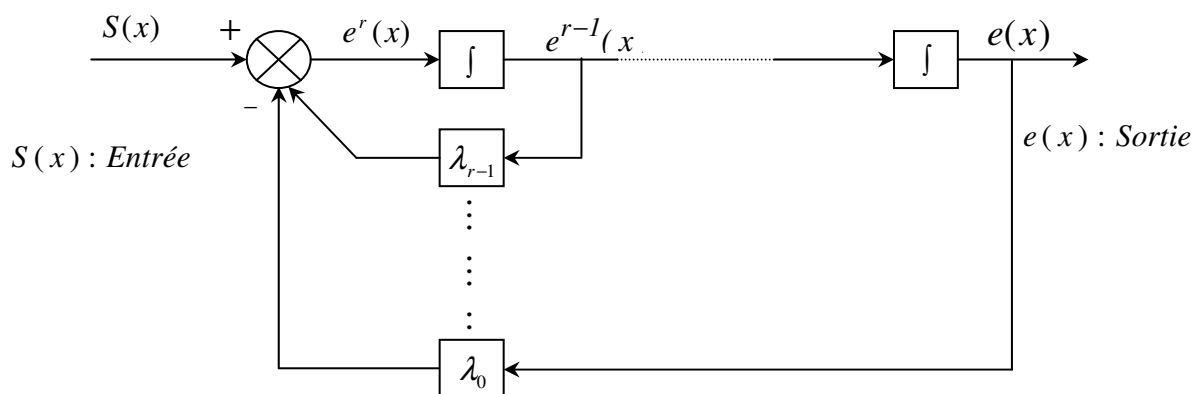 S(x)
+
e^r(x)
∫
e^{r-1}(x
∫
e(x)
−
S(x) : Entrée
λ_{r−1}
e(x) : Sortie
λ_0